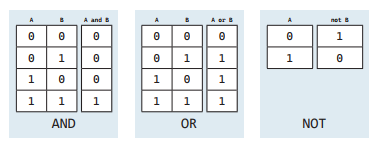 A B A and B
0 0 0
0 1 0
1 0 0
1 1 1
AND
A B A or B
0 0 0
0 1 1
1 0 1
1 1 1
OR
A not B
0 1
1 0
NOT